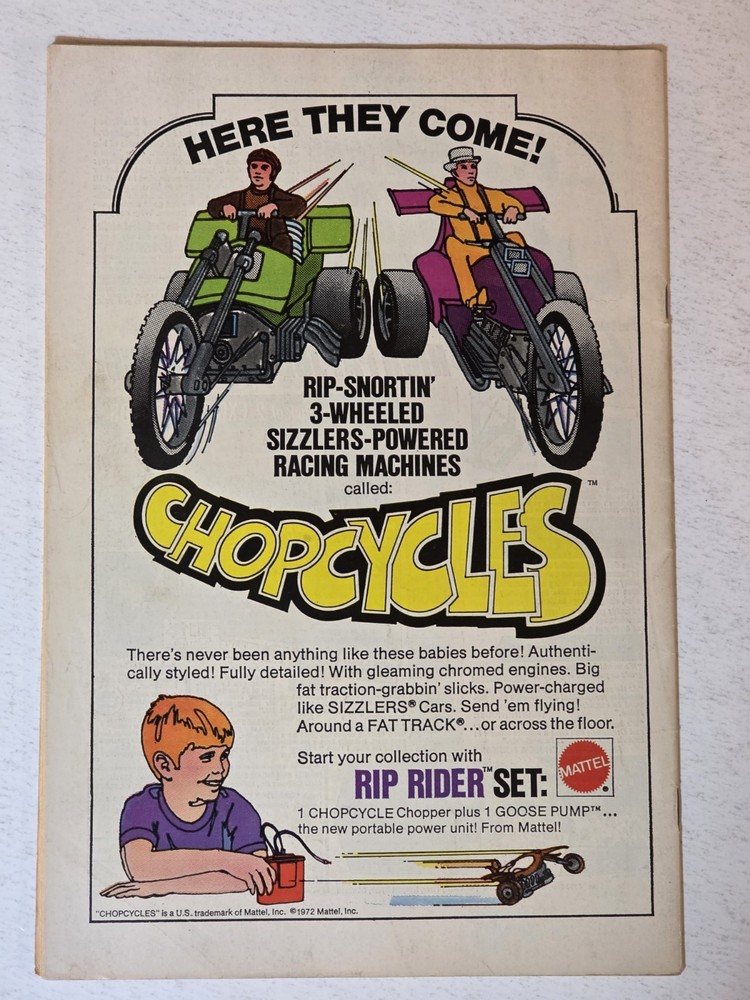 HERE THEY COME!
RIP-SNORTIN'
3-WHEELED
SIZZLERS-POWERED
RACING MACHINES
called:
CHOPCYCLES™
There's never been anything like these babies before! Authenti-
cally styled! Fully detailed! With gleaming chromed engines. Big
fat traction-grabbin' slicks. Power-charged
like SIZZLERS® Cars. Send 'em flying!
Around a FAT TRACK®...or across the floor.
Start your collection with
RIP RIDER™ SET:
MATTEL®
1 CHOPCYCLE Chopper plus 1 GOOSE PUMP™...
the new portable power unit! From Mattel!
"CHOPCYCLES" is a U.S. trademark of Mattel, Inc. ©1972 Mattel, Inc.